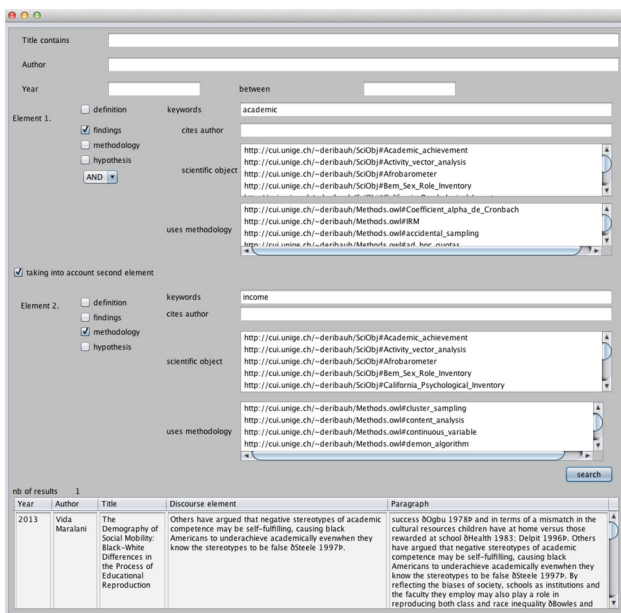 Title contains
Author
Year between
Element 1.
definition
findings
methodology
hypothesis
AND
keywords academic
cites author
scientific object
http://cui.unige.ch/~deribauh/SciObj#Academic_achievement
http://cui.unige.ch/~deribauh/SciObj#Activity_vector_analysis
http://cui.unige.ch/~deribauh/SciObj#Afrobarometer
http://cui.unige.ch/~deribauh/SciObj#Bem_Sex_Role_Inventory
uses methodology
http://cui.unige.ch/~deribauh/Methods.owl#Coefficient_alpha_de_Cronbach
http://cui.unige.ch/~deribauh/Methods.owl#IRM
http://cui.unige.ch/~deribauh/Methods.owl#accidental_sampling
http://cui.unige.ch/~deribauh/Methods.owl#ad_hoc_quotas
taking into account second element
Element 2.
definition
findings
methodology
hypothesis
keywords income
cites author
scientific object
http://cui.unige.ch/~deribauh/SciObj#Academic_achievement
http://cui.unige.ch/~deribauh/SciObj#Activity_vector_analysis
http://cui.unige.ch/~deribauh/SciObj#Afrobarometer
http://cui.unige.ch/~deribauh/SciObj#Bem_Sex_Role_Inventory
http://cui.unige.ch/~deribauh/SciObj#California_Psychological_Inventory
uses methodology
http://cui.unige.ch/~deribauh/Methods.owl#cluster_sampling
http://cui.unige.ch/~deribauh/Methods.owl#content_analysis
http://cui.unige.ch/~deribauh/Methods.owl#continuous_variable
http://cui.unige.ch/~deribauh/Methods.owl#demon_algorithm
search
nb of results 1
Year Author Title Discourse element Paragraph
2013
Vida
Maralani
The
Demography of
Social Mobility:
Black-White
Differences in
the Process of
Educational
Reproduction
Others have argued that negative stereotypes of academic
competence may be self-fulfilling, causing black
Americans to underachieve academically evenwhen they
know the stereotypes to be false ðSteele 1997Þ.
success ðOgbu 1978Þ and in terms of a mismatch in the
cultural resources children have at home versus those
rewarded at school ðHeath 1983; Delpit 1996Þ. Others
have argued that negative stereotypes of academic
competence may be self-fulfilling, causing black
Americans to underachieve academically evenwhen they
know the stereotypes to be false ðSteele 1997Þ. By
reflecting the biases of society, schools as institutions and
the faculty they employ may also play a role in
reproducing both class and race inequality ðBowles and